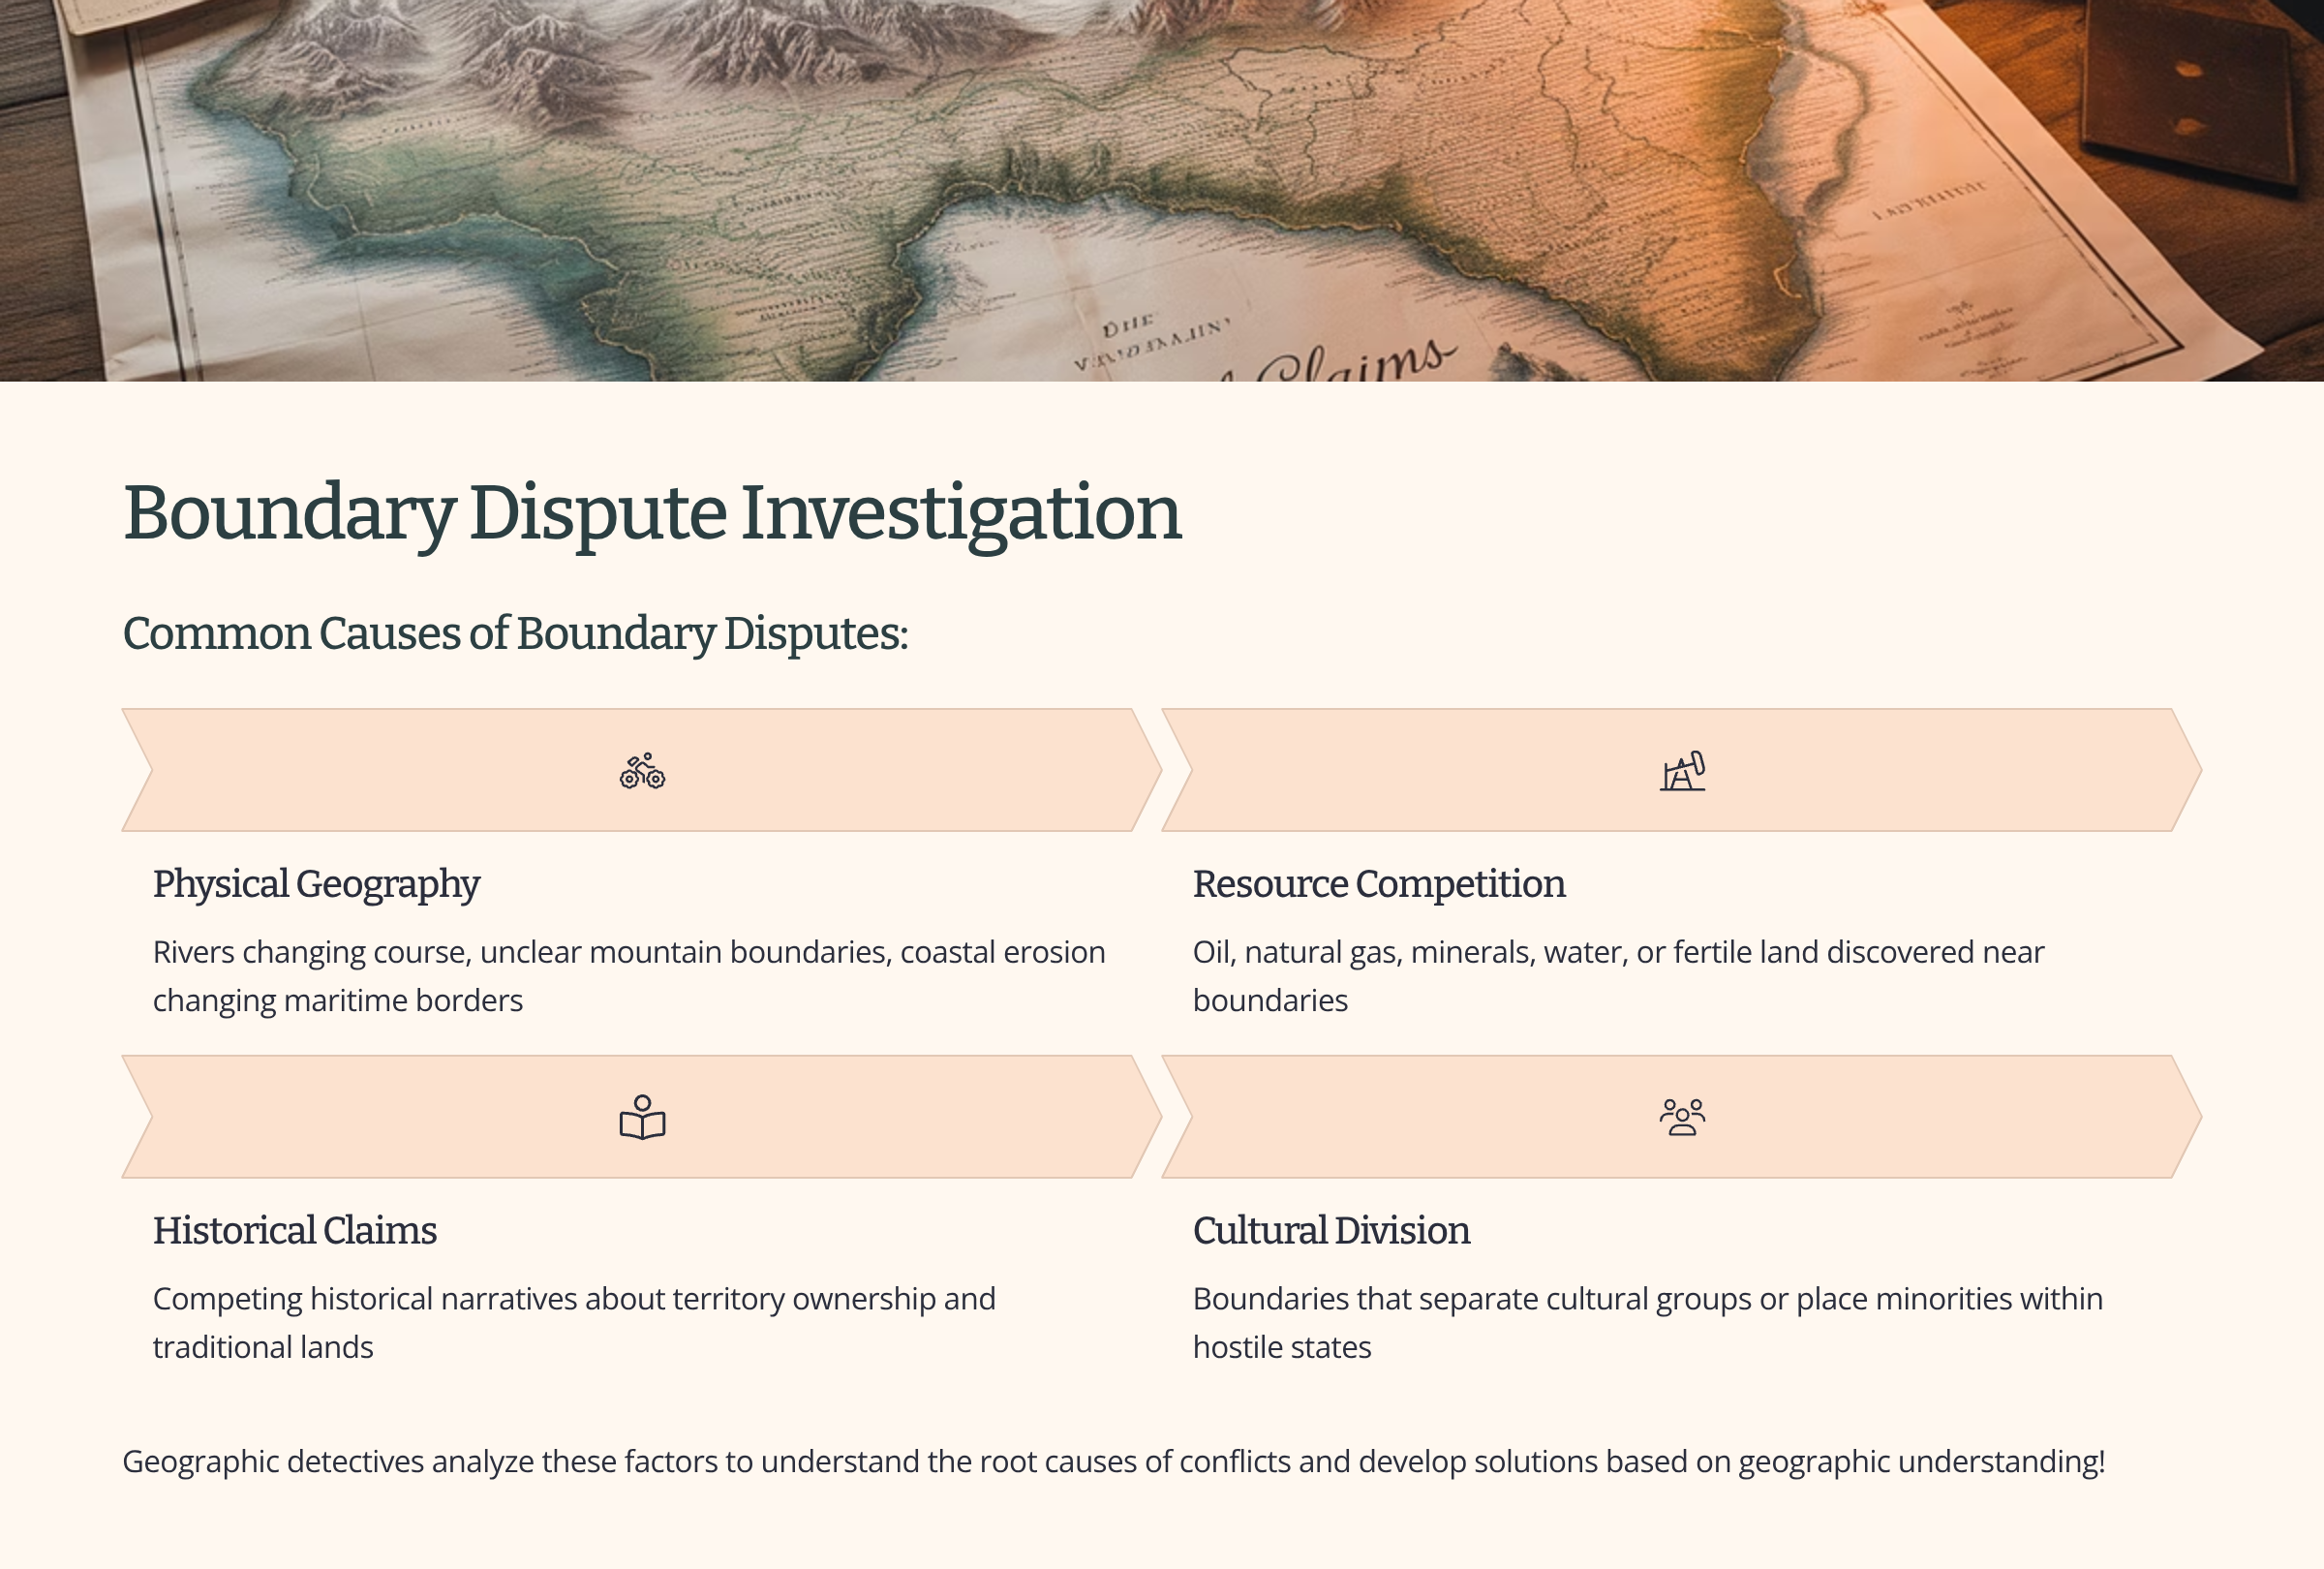 Claims
Boundary Dispute Investigation
Common Causes of Boundary Disputes:
Physical Geography
Rivers changing course, unclear mountain boundaries, coastal erosion
changing maritime borders
Resource Competition
Oil, natural gas, minerals, water, or fertile land discovered near
boundaries
Historical Claims
Competing historical narratives about territory ownership and
traditional lands
Cultural Division
Boundaries that separate cultural groups or place minorities within
hostile states
Geographic detectives analyze these factors to understand the root causes of conflicts and develop solutions based on geographic understanding!